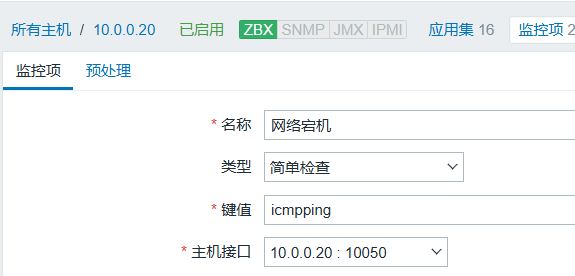 所有主机 / 10.0.0.20 已启用 ZBX SNMP JMX IPMI 应用集 16 监控项 2
监控项 预处理
* 名称 网络宕机
类型 简单检查
* 键值 icmpping
* 主机接口 10.0.0.20 : 10050